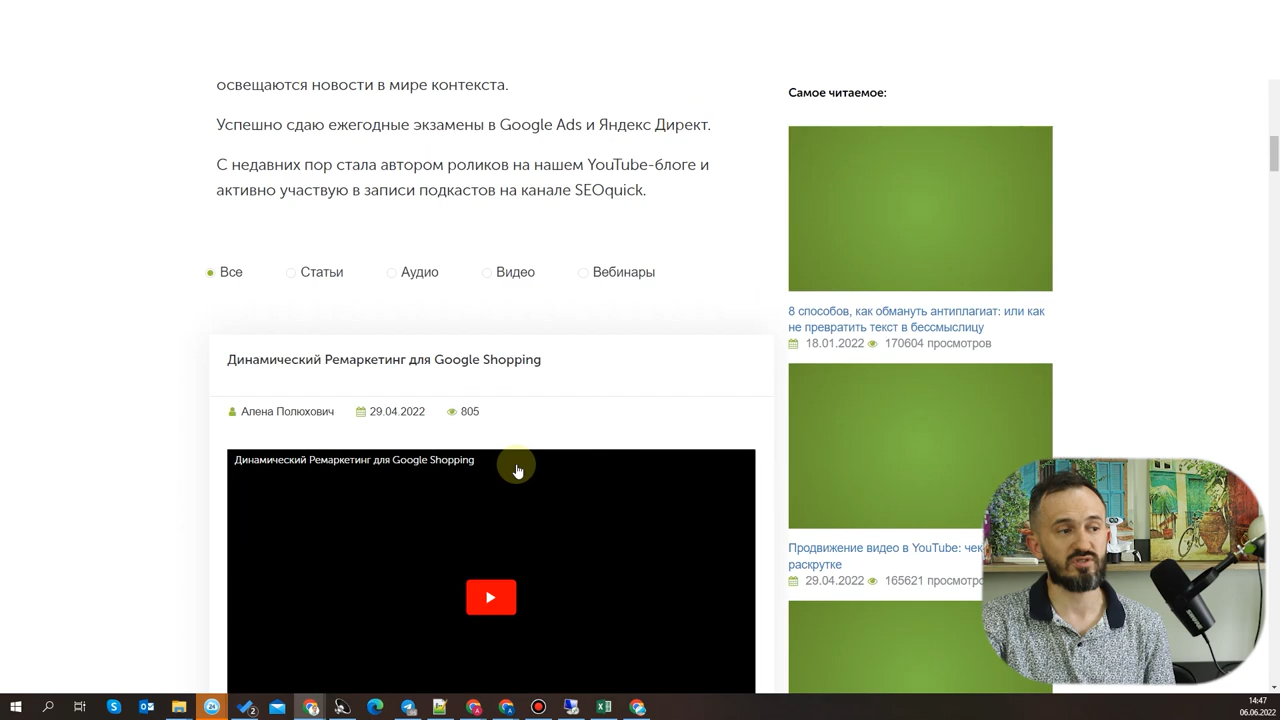 освещаются новости в мире контекста.
Успешно сдаю ежегодные экзамены в Google Ads и Яндекс Директ.
С недавних пор стала автором роликов на нашем YouTube-блоге и
активно участвую в записи подкастов на канале SEOquick.
Все Статьи Аудио Видео Вебинары
Динамический Ремаркетинг для Google Shopping
Алена Полюхович 29.04.2022 805
Динамический Ремаркетинг для Google Shopping
Самое читаемое:
8 способов, как обмануть антиплагиат: или как
не превратить текст в бессмыслицу
18.01.2022 170604 просмотров
Продвижение видео в YouTube: чек
раскрутке
29.04.2022 165621 просмотро
24
2
14:47
06.06.2022